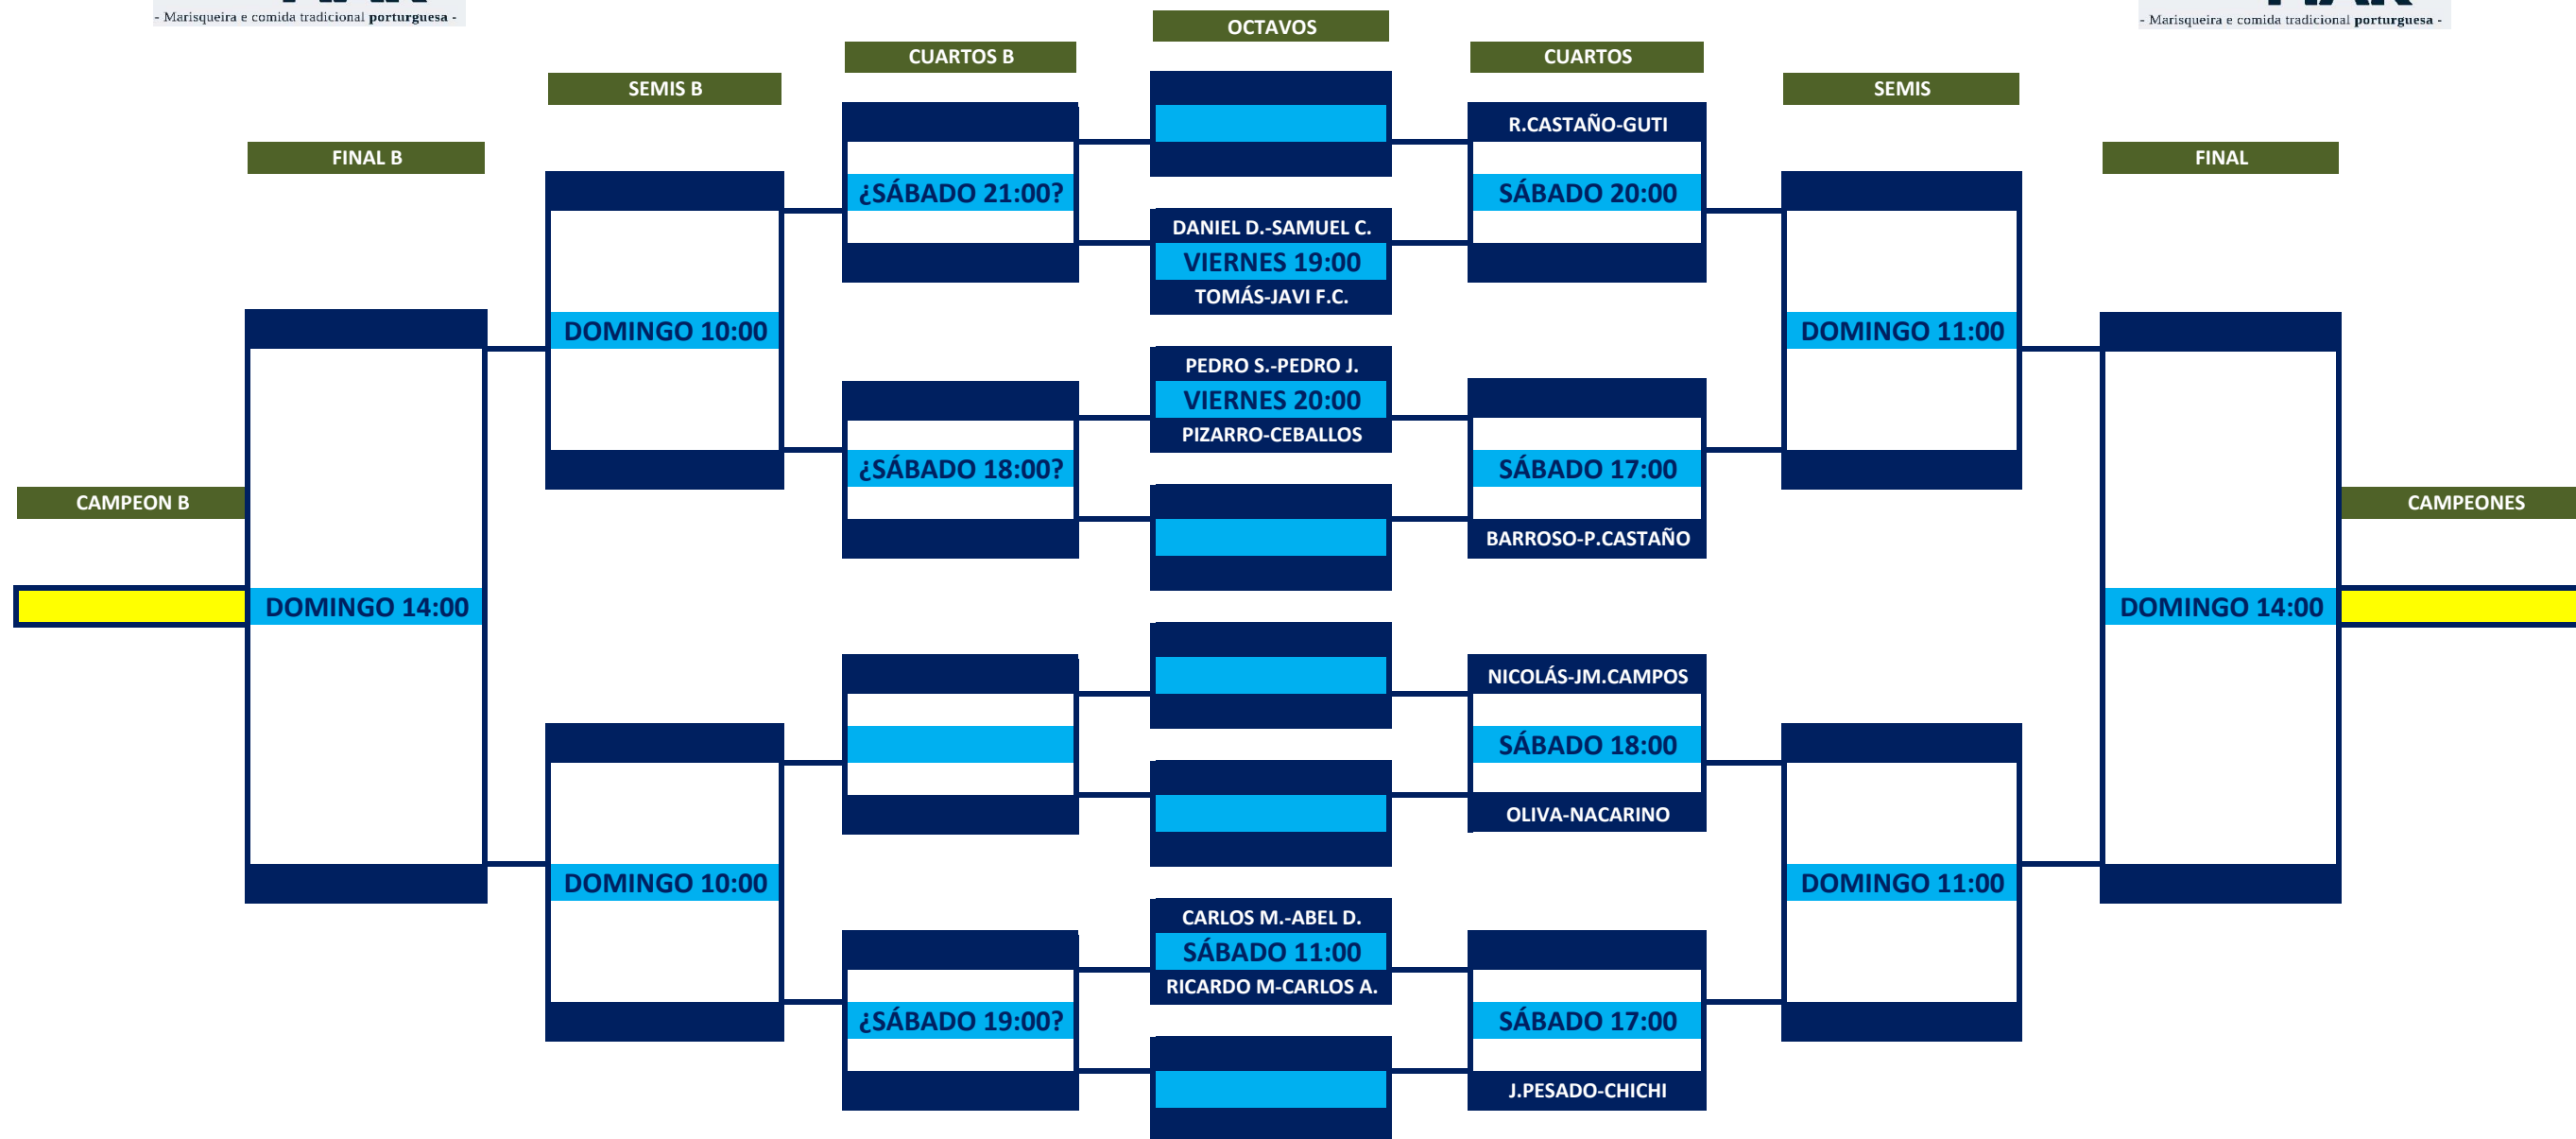 - Marisqueira e comida tradicional porturguesa -
- Marisqueira e comida tradicional porturguesa -
OCTAVOS
CUARTOS B
CUARTOS
SEMIS B
SEMIS
FINAL B
FINAL
R.CASTAÑO-GUTI
¿SÁBADO 21:00?
SÁBADO 20:00
DANIEL D.-SAMUEL C.
VIERNES 19:00
TOMÁS-JAVI F.C.
DOMINGO 10:00
DOMINGO 11:00
PEDRO S.-PEDRO J.
VIERNES 20:00
PIZARRO-CEBALLOS
¿SÁBADO 18:00?
SÁBADO 17:00
CAMPEON B
CAMPEONES
BARROSO-P.CASTAÑO
DOMINGO 14:00
DOMINGO 14:00
NICOLÁS-JM.CAMPOS
SÁBADO 18:00
OLIVA-NACARINO
DOMINGO 10:00
DOMINGO 11:00
CARLOS M.-ABEL D.
SÁBADO 11:00
RICARDO M-CARLOS A.
¿SÁBADO 19:00?
SÁBADO 17:00
J.PESADO-CHICHI